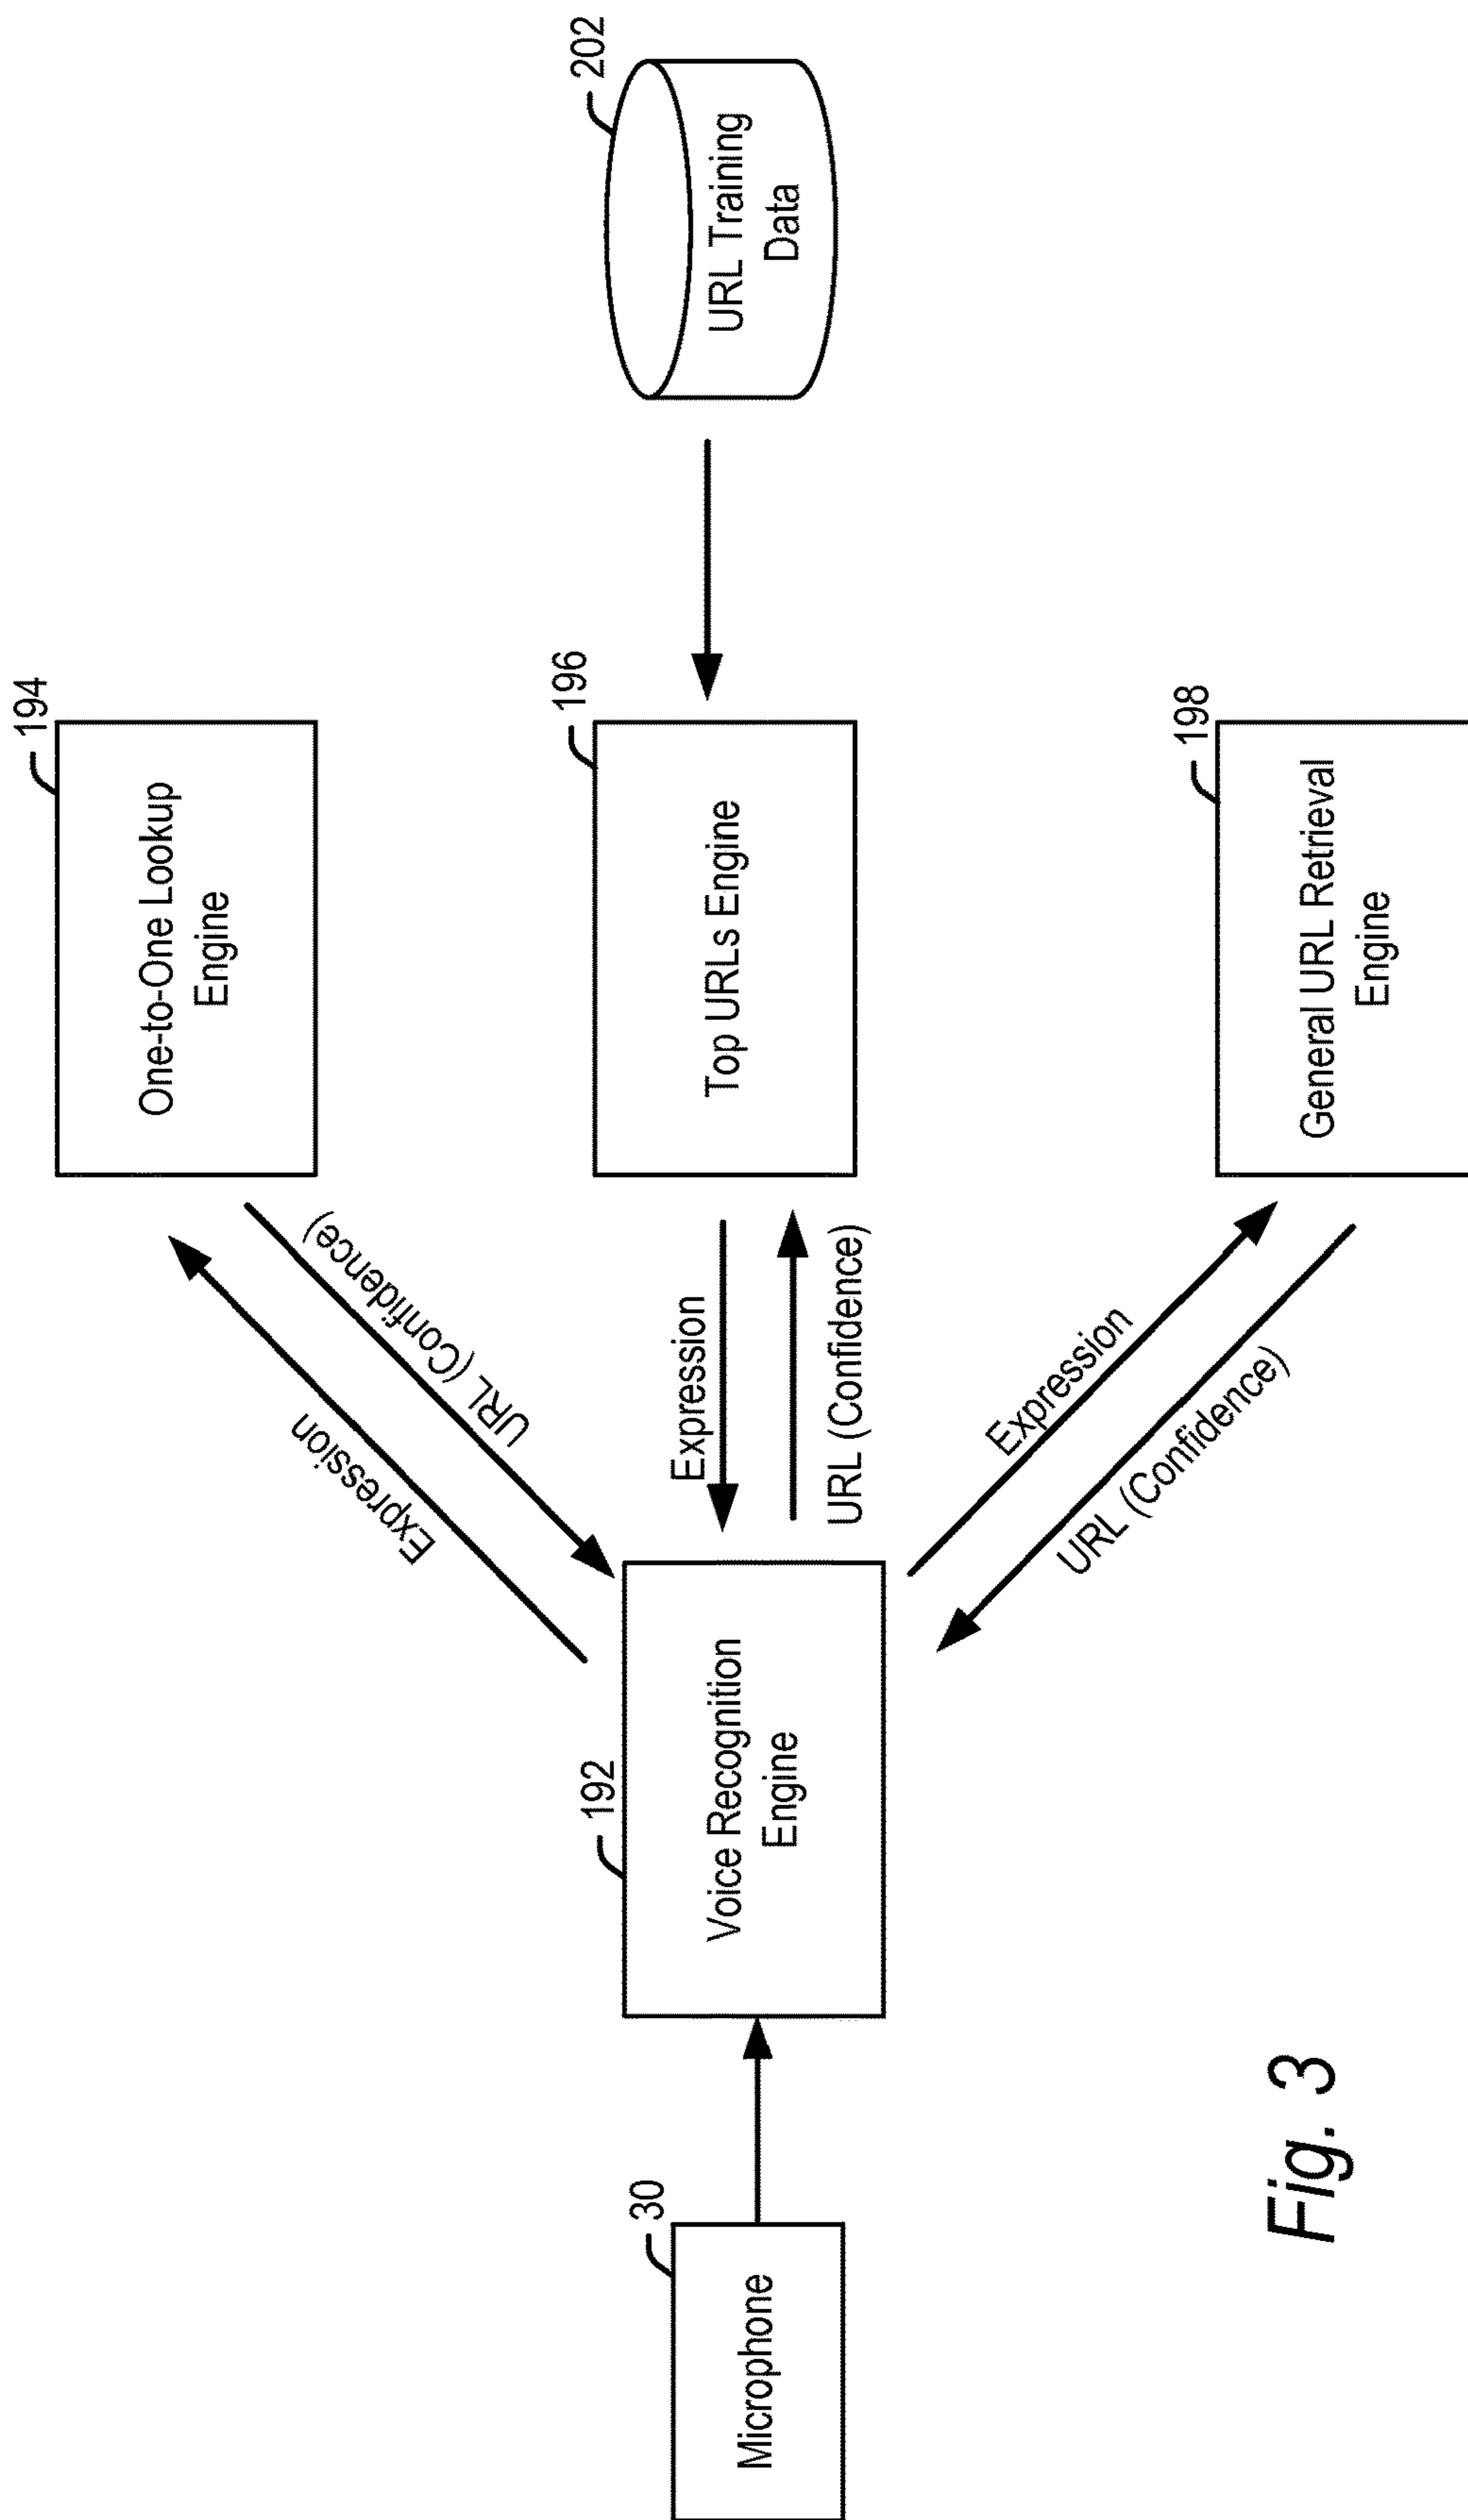 30
Microphone
192
Voice Recognition
Engine
Expression
URL (Confidence)
Expression
URL (Confidence)
Expression
URL (Confidence)
194
One-to-One Lookup
Engine
196
Top URLs Engine
198
General URL Retrieval
Engine
202
URL Training
Data
Fig. 3